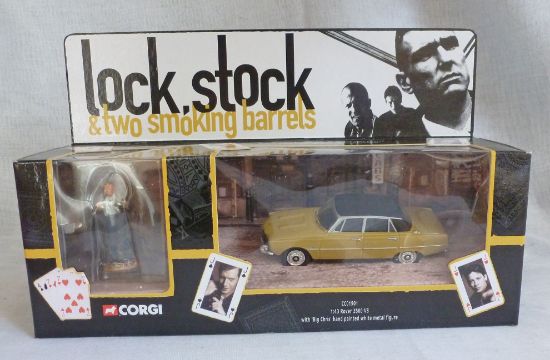 lock, stock
& two smoking barrels
CORGI
CC01901
1:43 Rover 3500 V8
with 'Big Chris' hand painted white metal figure